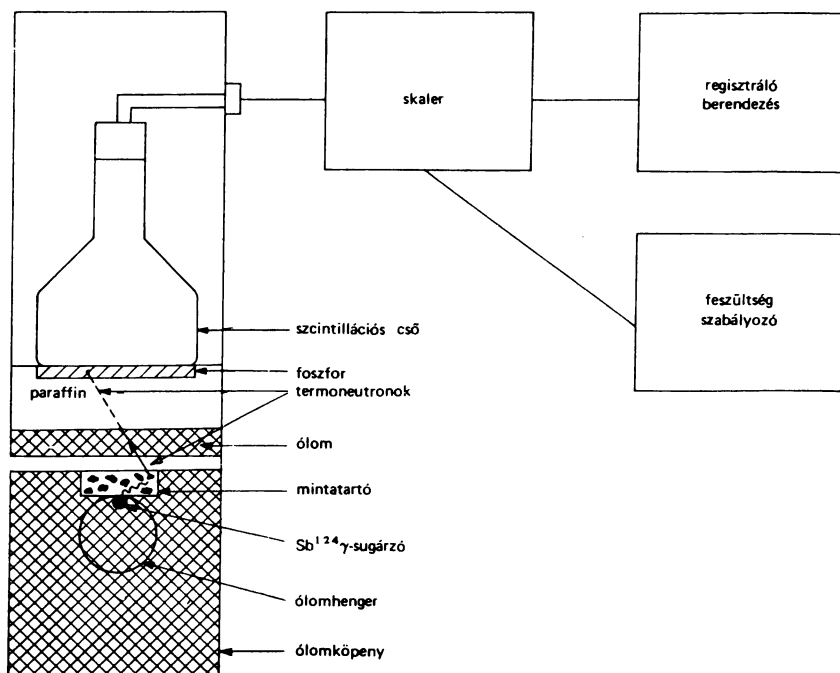 skaler
regisztráló
berendezés
feszültség
szabályozó
szcintillációs cső
foszfor
paraffin
termoneutronok
ólom
mintatartó
Sb¹²⁴γ-sugárzó
ólomhenger
ólomköpeny